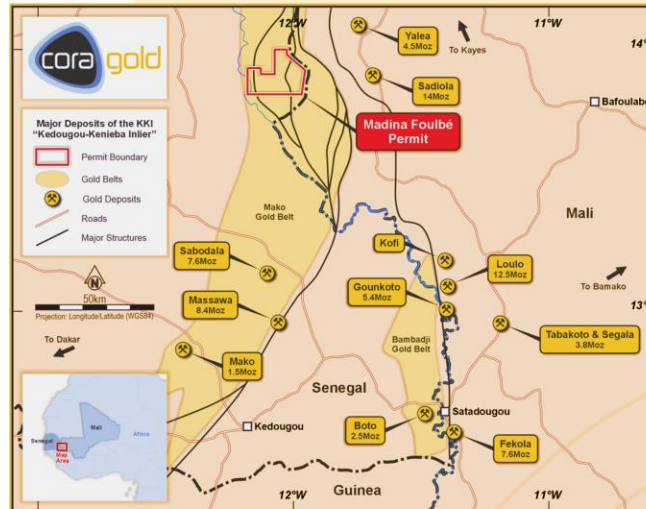 12°W
11°W
14°
cora gold
Yalea
4.5Moz
To Kayes
Sadiola
14Moz
Bafoulabe
Major Deposits of the KKI
"Kedougou-Kenieba Inlier"
Permit Boundary
Gold Belts
Gold Deposits
Roads
Major Structures
Madina Foulbé
Permit
Mako
Gold Belt
Mali
Kofi
Sabodala
7.6Moz
Loulo
12.5Moz
N
50km
Projection: Longitude/Latitude (WGS84)
Gounkoto
5.4Moz
To Bamako
Massawa
8.4Moz
13°
To Dakar
Bambadji
Gold Belt
Tabakoto & Segala
3.8Moz
Mako
1.5Moz
Senegal
Mali
Senegal
Africa
Map
Area
Kedougou
Boto
2.5Moz
Satadougou
Fekola
7.6Moz
Guinea
12°W
11°W